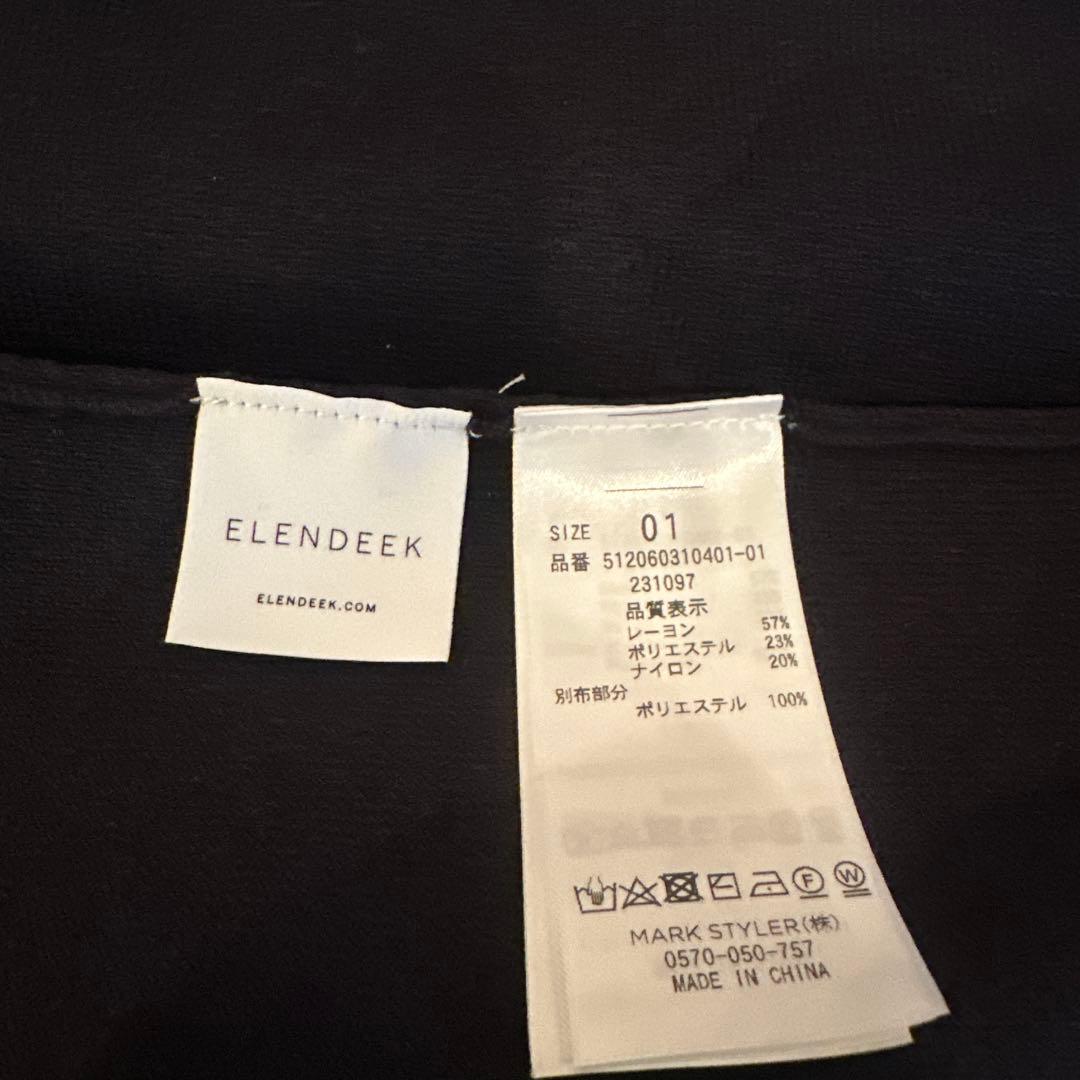 ELENDEEK
ELENDEEK.COM
SIZE 01
品番 512060310401-01
231097
品質表示
レーヨン 57%
ポリエステル 23%
ナイロン 20%
別布部分
ポリエステル 100%
F W
MARK STYLER(株)
0570-050-757
MADE IN CHINA